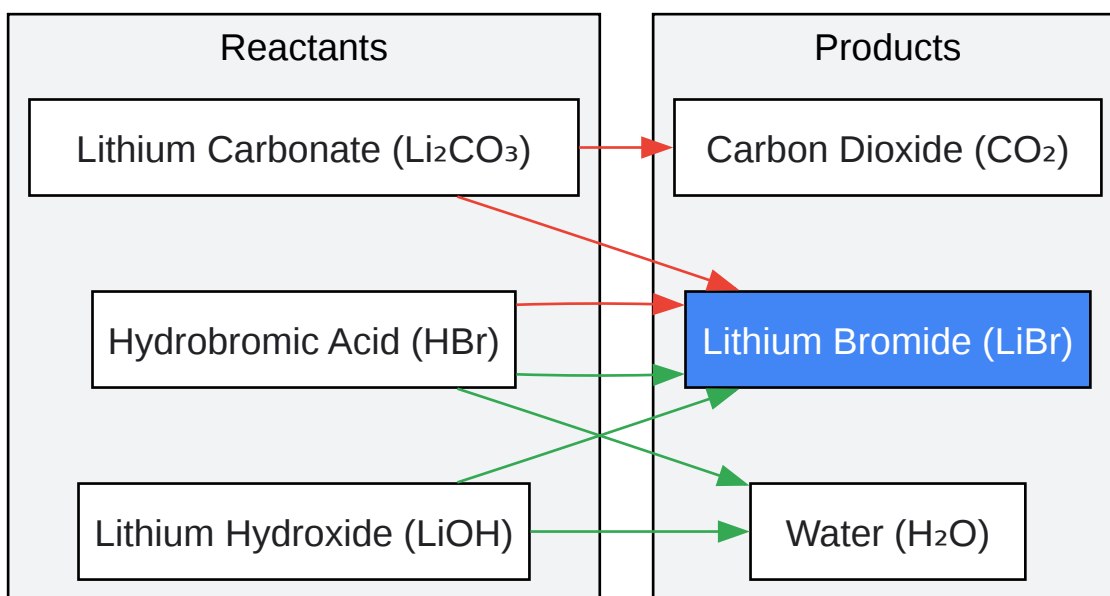 Reactants
Products
Lithium Carbonate (Li₂CO₃)
Carbon Dioxide (CO₂)
Hydrobromic Acid (HBr)
Lithium Bromide (LiBr)
Lithium Hydroxide (LiOH)
Water (H₂O)